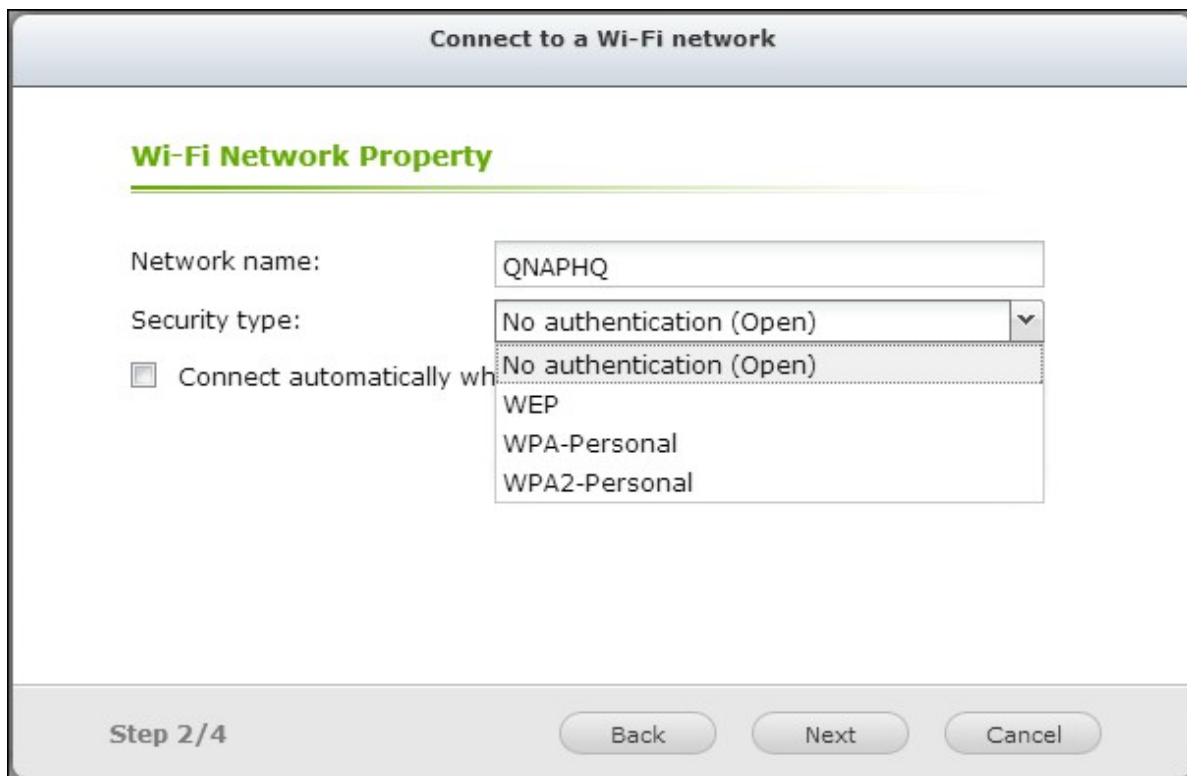 Connect to a Wi-Fi network
Wi-Fi Network Property
Network name: QNAPHQ
Security type: No authentication (Open)
No authentication (Open)
Connect automatically wh
WEP
WPA-Personal
WPA2-Personal
Step 2/4 Back Next Cancel